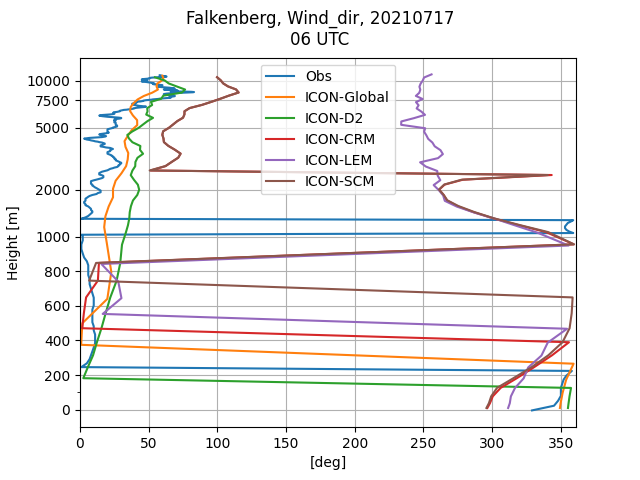 Falkenberg, Wind_dir, 20210717
06 UTC
Obs
ICON-Global
ICON-D2
ICON-CRM
ICON-LEM
ICON-SCM
Height [m]
10000
7500
5000
2000
1000
800
600
400
200
0
0 50 100 150 200 250 300 350
[deg]